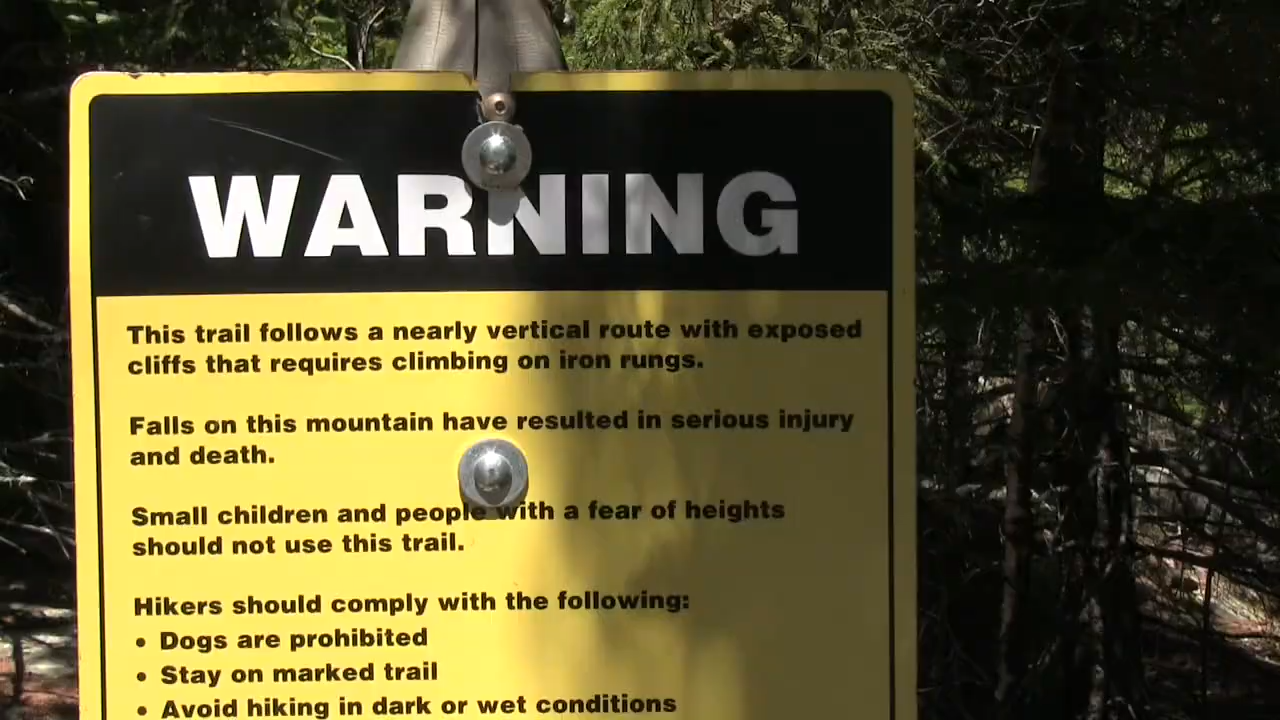 WARNING
This trail follows a nearly vertical route with exposed
cliffs that requires climbing on iron rungs.
Falls on this mountain have resulted in serious injury
and death.
Small children and people with a fear of heights
should not use this trail.
Hikers should comply with the following:
• Dogs are prohibited
• Stay on marked trail
• Avoid hiking in dark or wet conditions